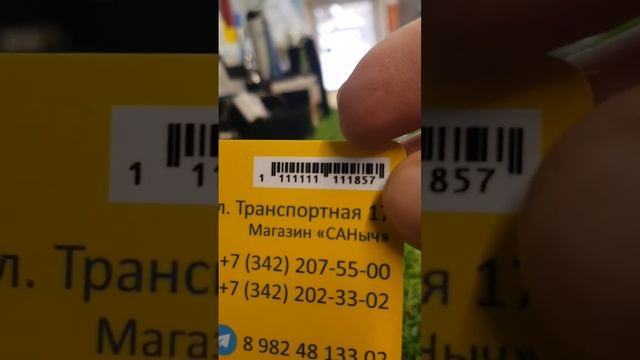 1 111111 111857
л. Транспортная 17
Магазин «САНыч»
+7 (342) 207-55-00
+7 (342) 202-33-02
8 982 48 133 02